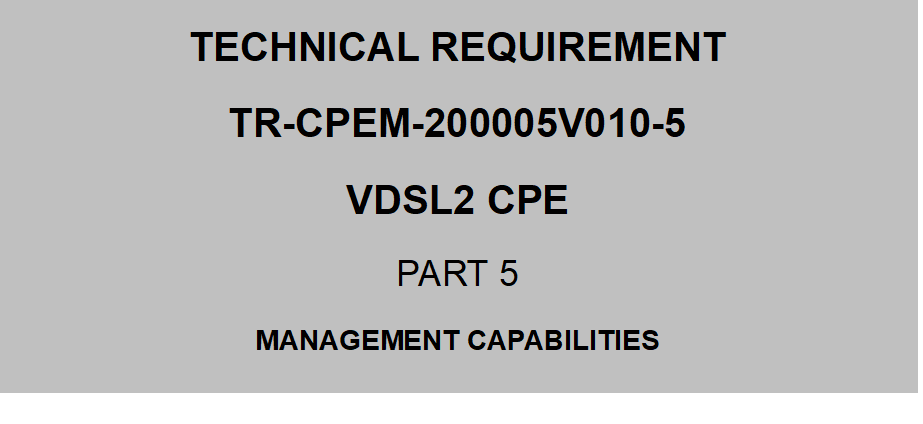 TECHNICAL REQUIREMENT
TR-CPEM-200005V010-5
VDSL2 CPE
PART 5
MANAGEMENT CAPABILITIES